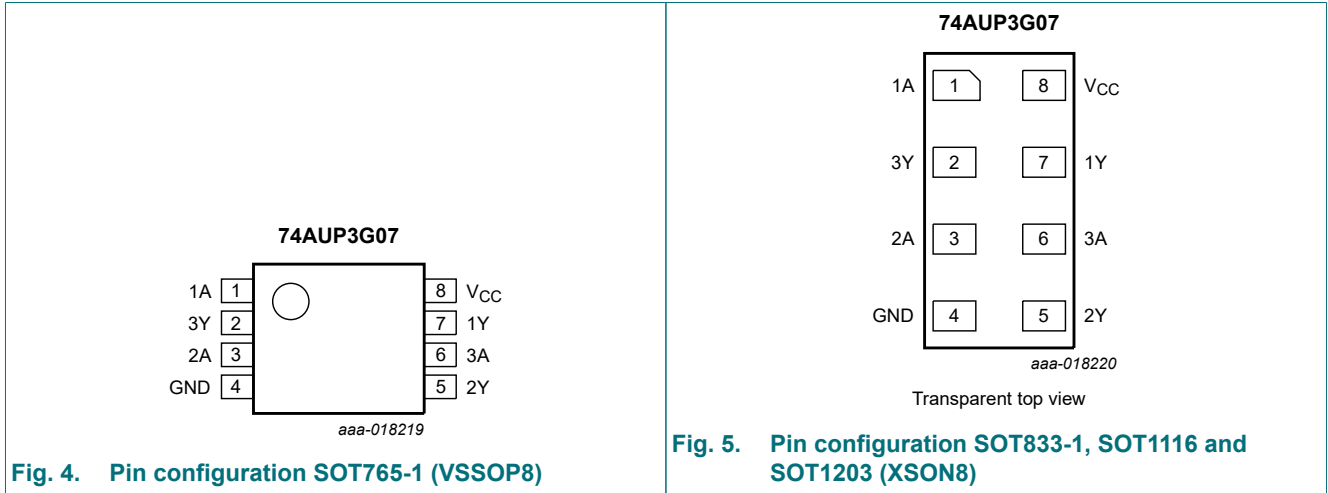 74AUP3G07
1A 1 8 VCC
3Y 2 7 1Y
2A 3 6 3A
GND 4 5 2Y
aaa-018219
Fig. 4. Pin configuration SOT765-1 (VSSOP8)
74AUP3G07
1A 1 8 VCC
3Y 2 7 1Y
2A 3 6 3A
GND 4 5 2Y
aaa-018220
Transparent top view
Fig. 5. Pin configuration SOT833-1, SOT1116 and
SOT1203 (XSON8)